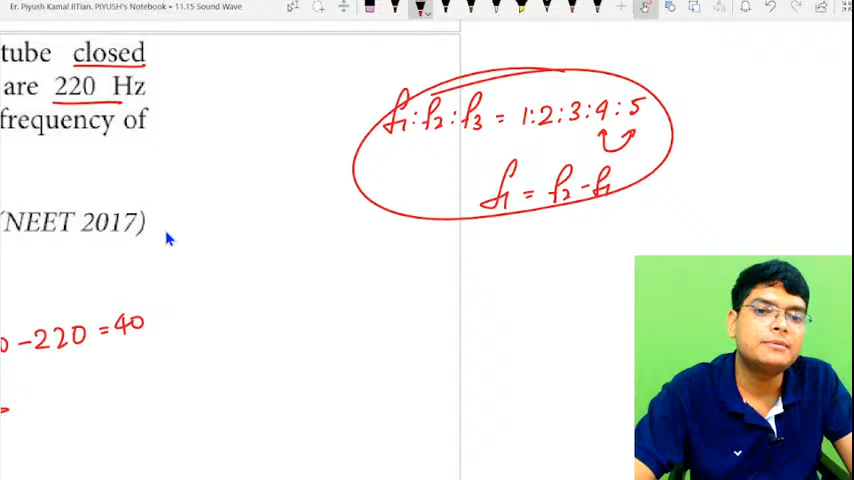 Er. Piyush Kamal IITian. PIYUSH's Notebook = 11.15 Sound Wave
tube closed
are 220 Hz
frequency of
f1 : f2 : f3 = 1:2:3:4:5
f1 = f2 - f1
(NEET 2017)
0 - 220 = 40